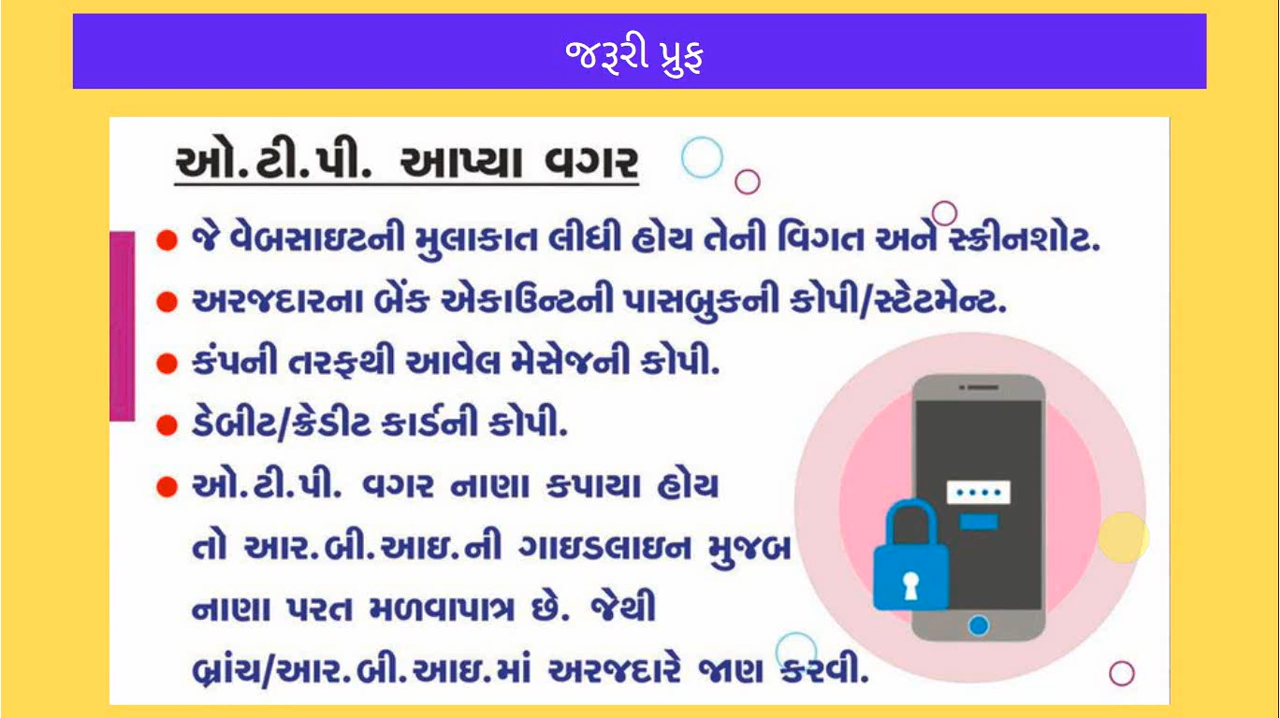 જરૂરી પ્રુફ
ઓ.ટી.પી. આપ્યા વગર
જે વેબસાઇટની મુલાકાત લીધી હોય તેની વિગત અને સ્ક્રીનશોટ.
અરજદારના બેંક એકાઉન્ટની પાસબુકની કોપી/સ્ટેટમેન્ટ.
કંપની તરફથી આવેલ મેસેજની કોપી.
ડેબીટ/ક્રેડીટ કાર્ડની કોપી.
ઓ.ટી.પી. વગર નાણા કપાયા હોય
તો આર.બી.આઇ.ની ગાઇડલાઇન મુજબ
નાણા પરત મળવાપાત્ર છે. જેથી
બ્રાંચ/આર.બી.આઇ.માં અરજદારે જાણ કરવી.